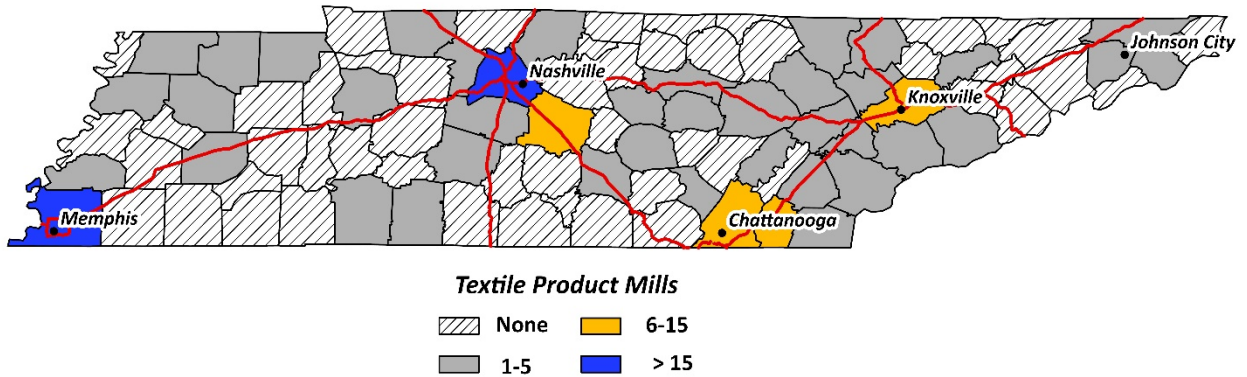 Johnson City
Nashville
Knoxville
Memphis
Chattanooga
Textile Product Mills
None 6-15
1-5 > 15